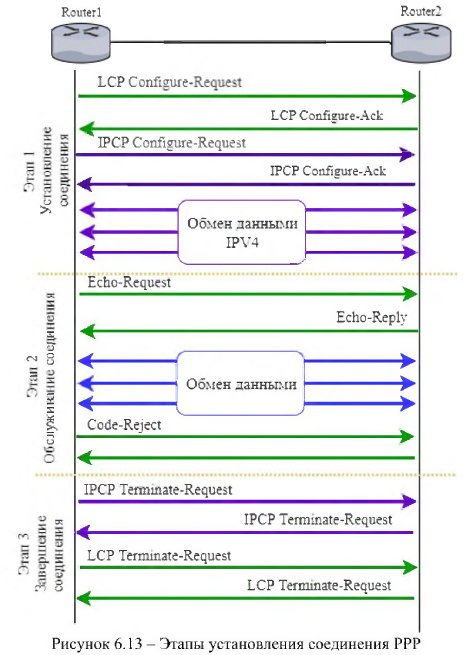 Router1
Router2
LCP Configure-Request
LCP Configure-Ack
IPCP Configure-Request
IPCP Configure-Ack
Этап 1
Установление
соединения
Обмен данными
IPV4
Echo-Request
Echo-Reply
Этап 2
Обслуживание соединения
Обмен данными
Code-Reject
IPCP Terminate-Request
IPCP Terminate-Request
Этап 3
Завершение
соединения
LCP Terminate-Request
LCP Terminate-Request
Рисунок 6.13 – Этапы установления соединения PPP